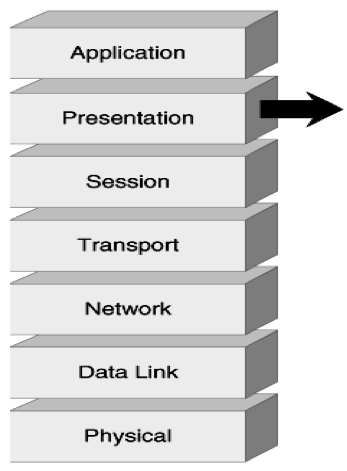 Application
Presentation
Session
Transport
Network
Data Link
Physical